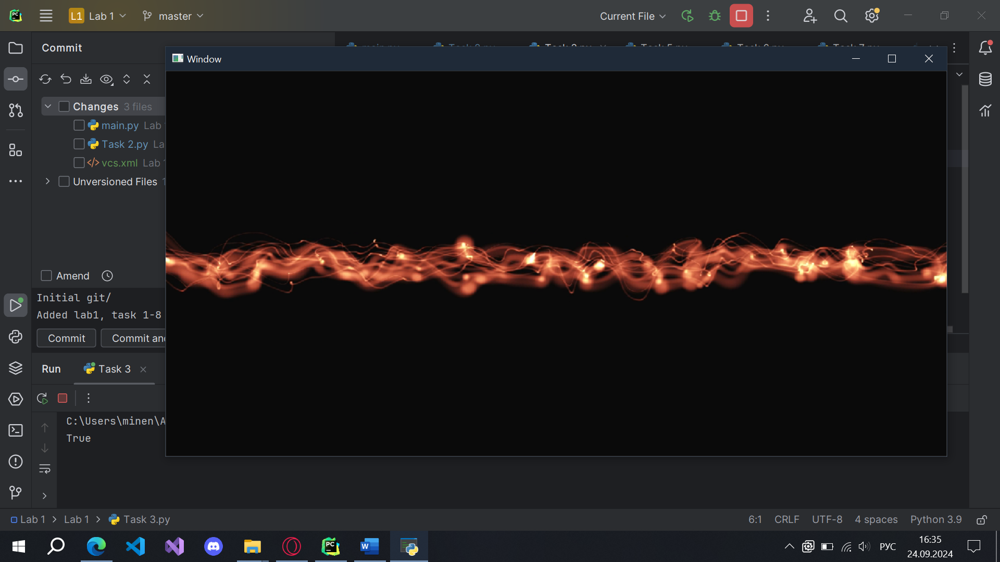 L1 Lab 1 master Current File
Commit
Window
Changes 3 files
main.py Lab
Task 2.py La
vcs.xml Lab
Unversioned Files
Amend
Initial git/
Added lab1, task 1-8
Commit Commit and
Run Task 3
C:\Users\minen\A
True
Lab 1 Lab 1 Task 3.py 6:1 CRLF UTF-8 4 spaces Python 3.9
РУС 16:35
24.09.2024